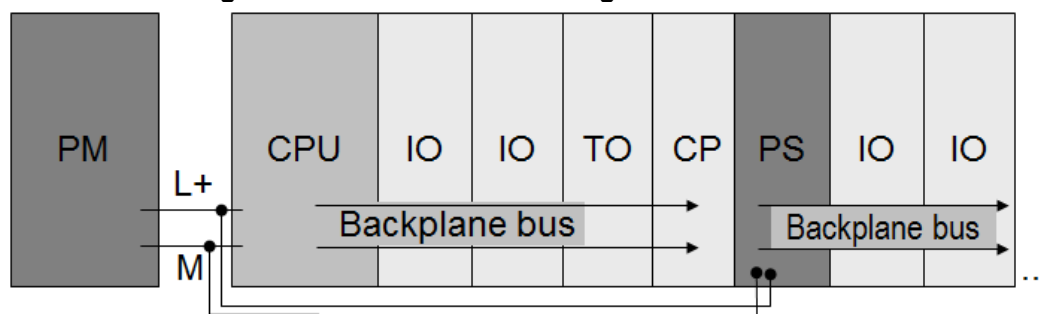 PM
L+
M
CPU
IO
IO
TO
CP
PS
IO
IO
Backplane bus
Backplane bus
..